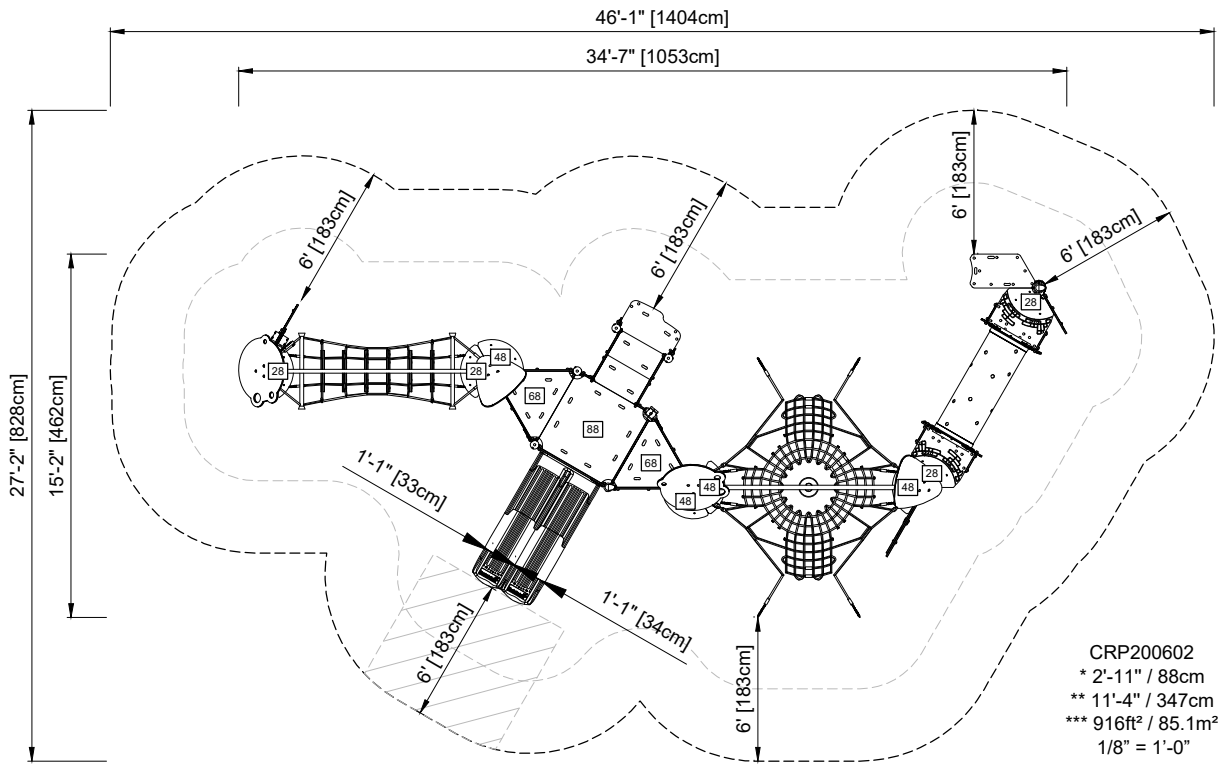 46'-1" [1404cm]
34'-7" [1053cm]
27'-2" [828cm]
15'-2" [462cm]
6' [183cm]
6' [183cm]
6' [183cm]
6' [183cm]
28
28
28
48
68
88
68
48
48
48
28
1'-1" [33cm]
1'-1" [34cm]
6' [183cm]
6' [183cm]
CRP200602
* 2'-11" / 88cm
** 11'-4" / 347cm
*** 916ft² / 85.1m²
1/8” = 1’-0”